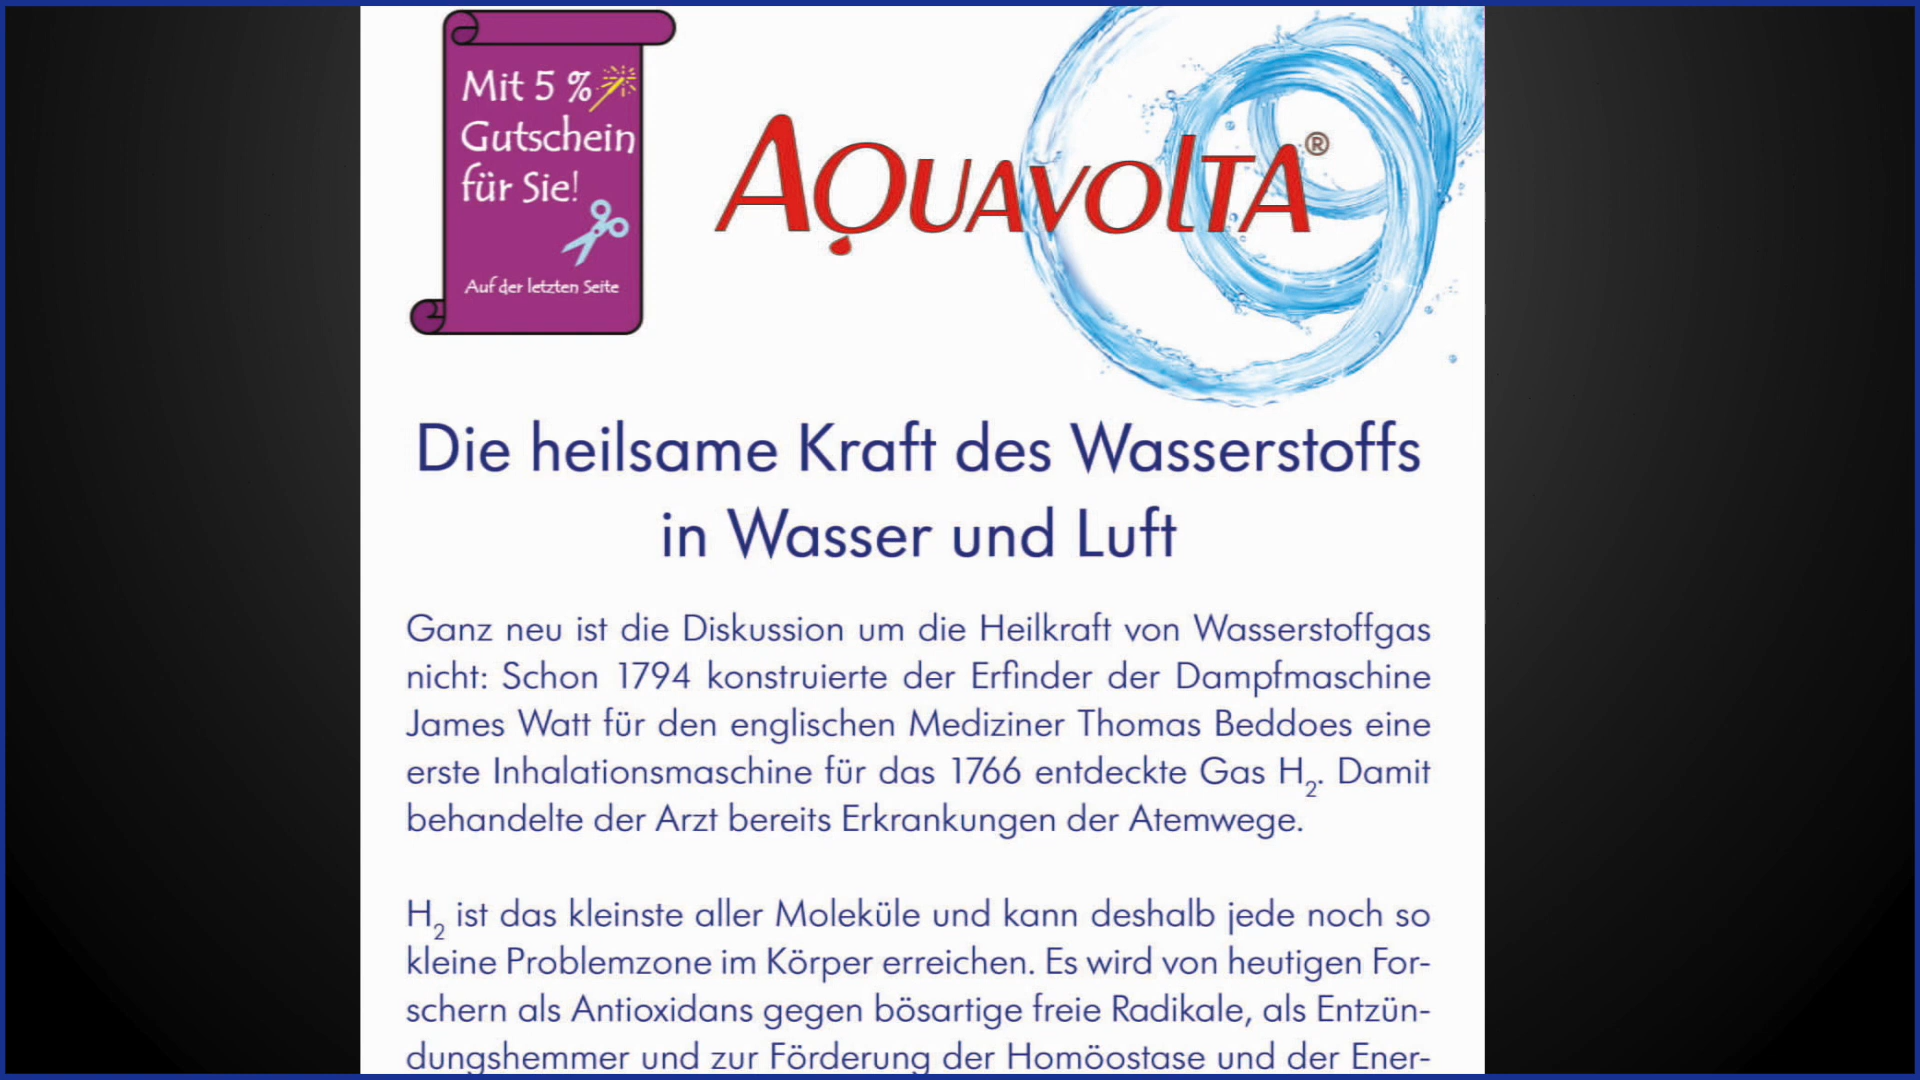 Mit 5 %
Gutschein
für Sie!
Auf der letzten Seite
AQUAVOLTA®
Die heilsame Kraft des Wasserstoffs
in Wasser und Luft
Ganz neu ist die Diskussion um die Heilkraft von Wasserstoffgas
nicht: Schon 1794 konstruierte der Erfinder der Dampfmaschine
James Watt für den englischen Mediziner Thomas Beddoes eine
erste Inhalationsmaschine für das 1766 entdeckte Gas H₂. Damit
behandelte der Arzt bereits Erkrankungen der Atemwege.
H₂ ist das kleinste aller Moleküle und kann deshalb jede noch so
kleine Problemzone im Körper erreichen. Es wird von heutigen For-
schern als Antioxidans gegen bösartige freie Radikale, als Entzün-
dungshemmer und zur Förderung der Homöostase und der Ener-